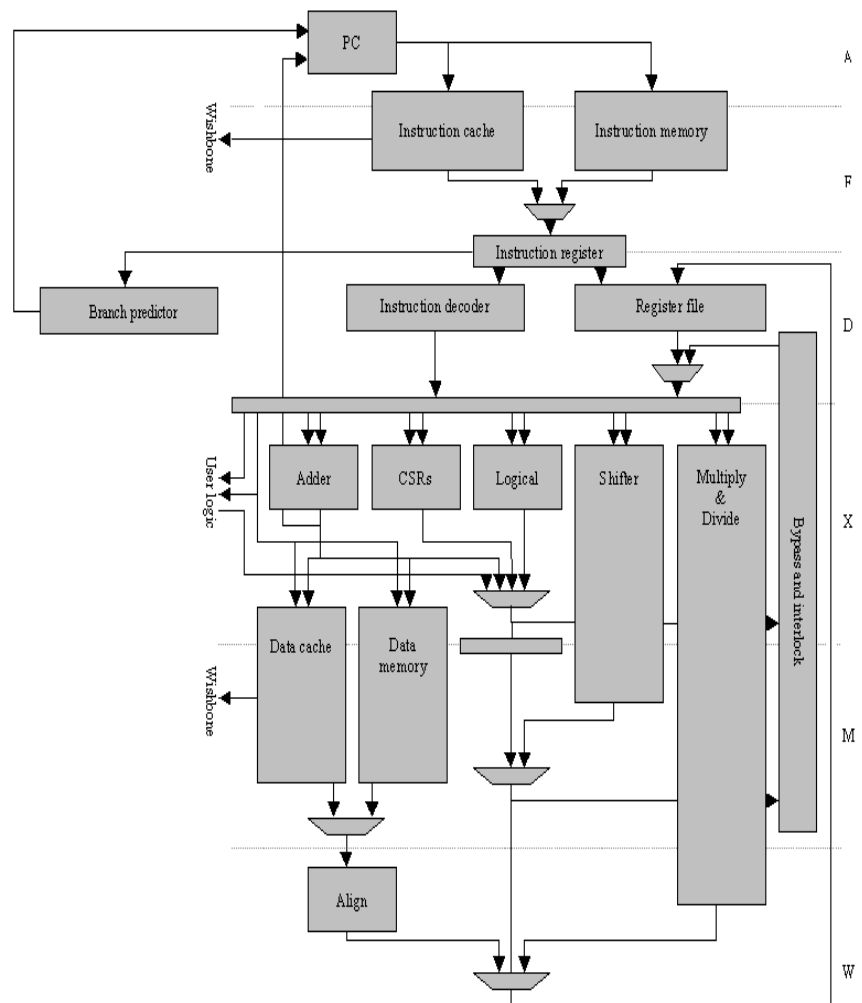 PC
A
Wishbone
Instruction cache
Instruction memory
F
Instruction register
Branch predictor
Instruction decoder
Register file
D
User logic
Adder
CSRs
Logical
Shifter
Multiply
&
Divide
Bypass and interlock
X
Data cache
Data
memory
Wishbone
M
Align
W